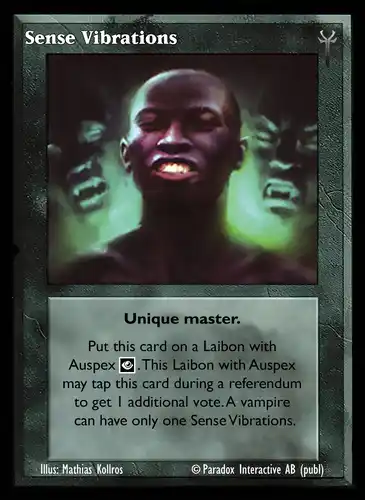 Sense Vibrations
Unique master.
Put this card on a Laibon with
Auspex . This Laibon with Auspex
may tap this card during a referendum
to get 1 additional vote. A vampire
can have only one Sense Vibrations.
Illus: Mathias Kollros
© Paradox Interactive AB (publ)